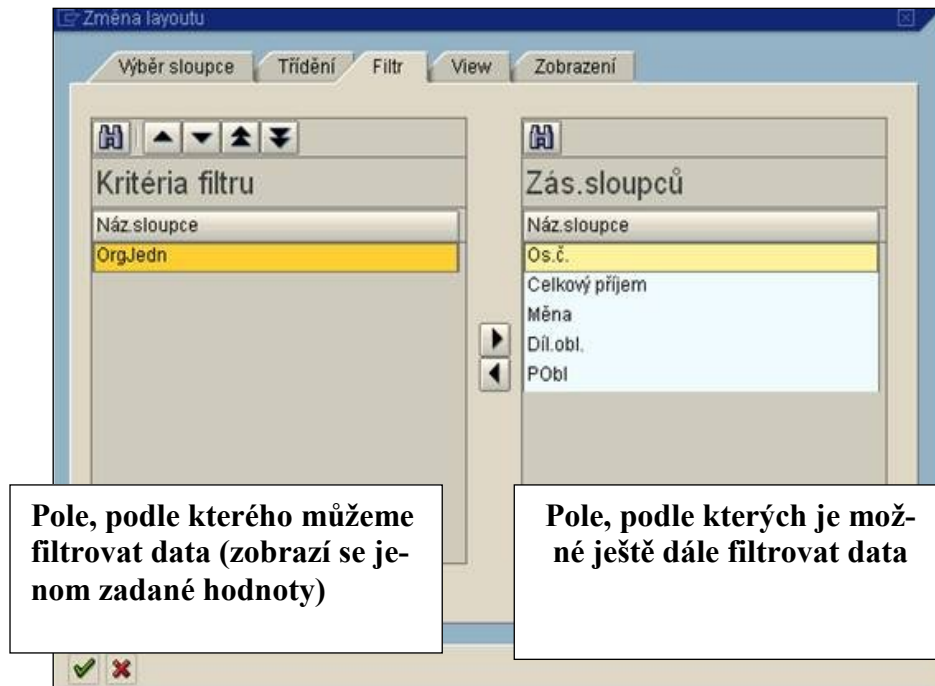 Změna layoutu
Výběr sloupce
Třídění
Filtr
View
Zobrazení
Kritéria filtru
Náz.sloupce
OrgJedn
Zás.sloupců
Náz.sloupce
Os.č.
Celkový příjem
Měna
Díl.obl.
PObl
Pole, podle kterého můžeme
filtrovat data (zobrazí se je-
nom zadané hodnoty)
Pole, podle kterých je mož-
né ještě dále filtrovat data